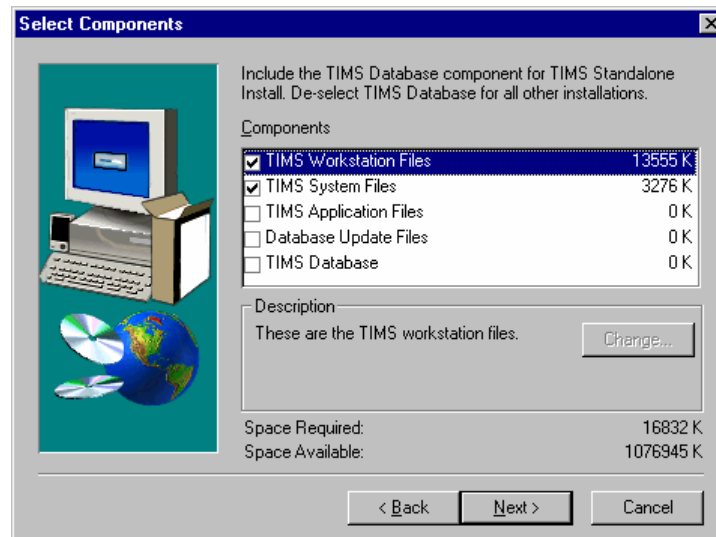 Select Components
Include the TIMS Database component for TIMS Standalone
Install. De-select TIMS Database for all other installations.
Components
TIMS Workstation Files 13555 K
TIMS System Files 3276 K
TIMS Application Files 0 K
Database Update Files 0 K
TIMS Database 0 K
Description
These are the TIMS workstation files.
Change...
Space Required: 16832 K
Space Available: 1076945 K
< Back Next > Cancel